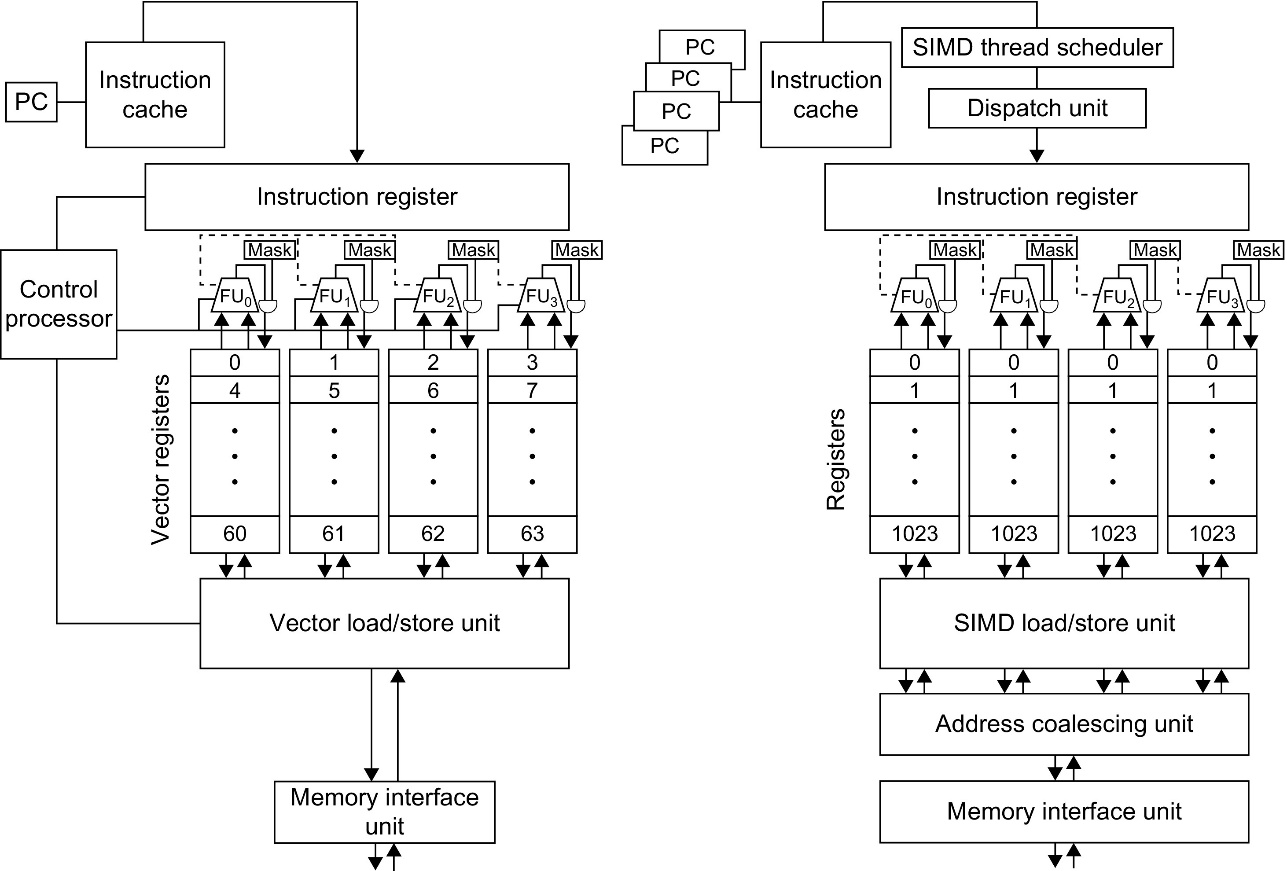 PC
Instruction
cache
Instruction register
Control
processor
Mask
Mask
Mask
Mask
FU0
FU1
FU2
FU3
Vector registers
0
1
2
3
4
5
6
7
60
61
62
63
Vector load/store unit
Memory interface
unit
PC
PC
PC
PC
Instruction
cache
SIMD thread scheduler
Dispatch unit
Instruction register
Mask
Mask
Mask
Mask
FU0
FU1
FU2
FU3
Registers
0
0
0
0
1
1
1
1
1023
1023
1023
1023
SIMD load/store unit
Address coalescing unit
Memory interface unit